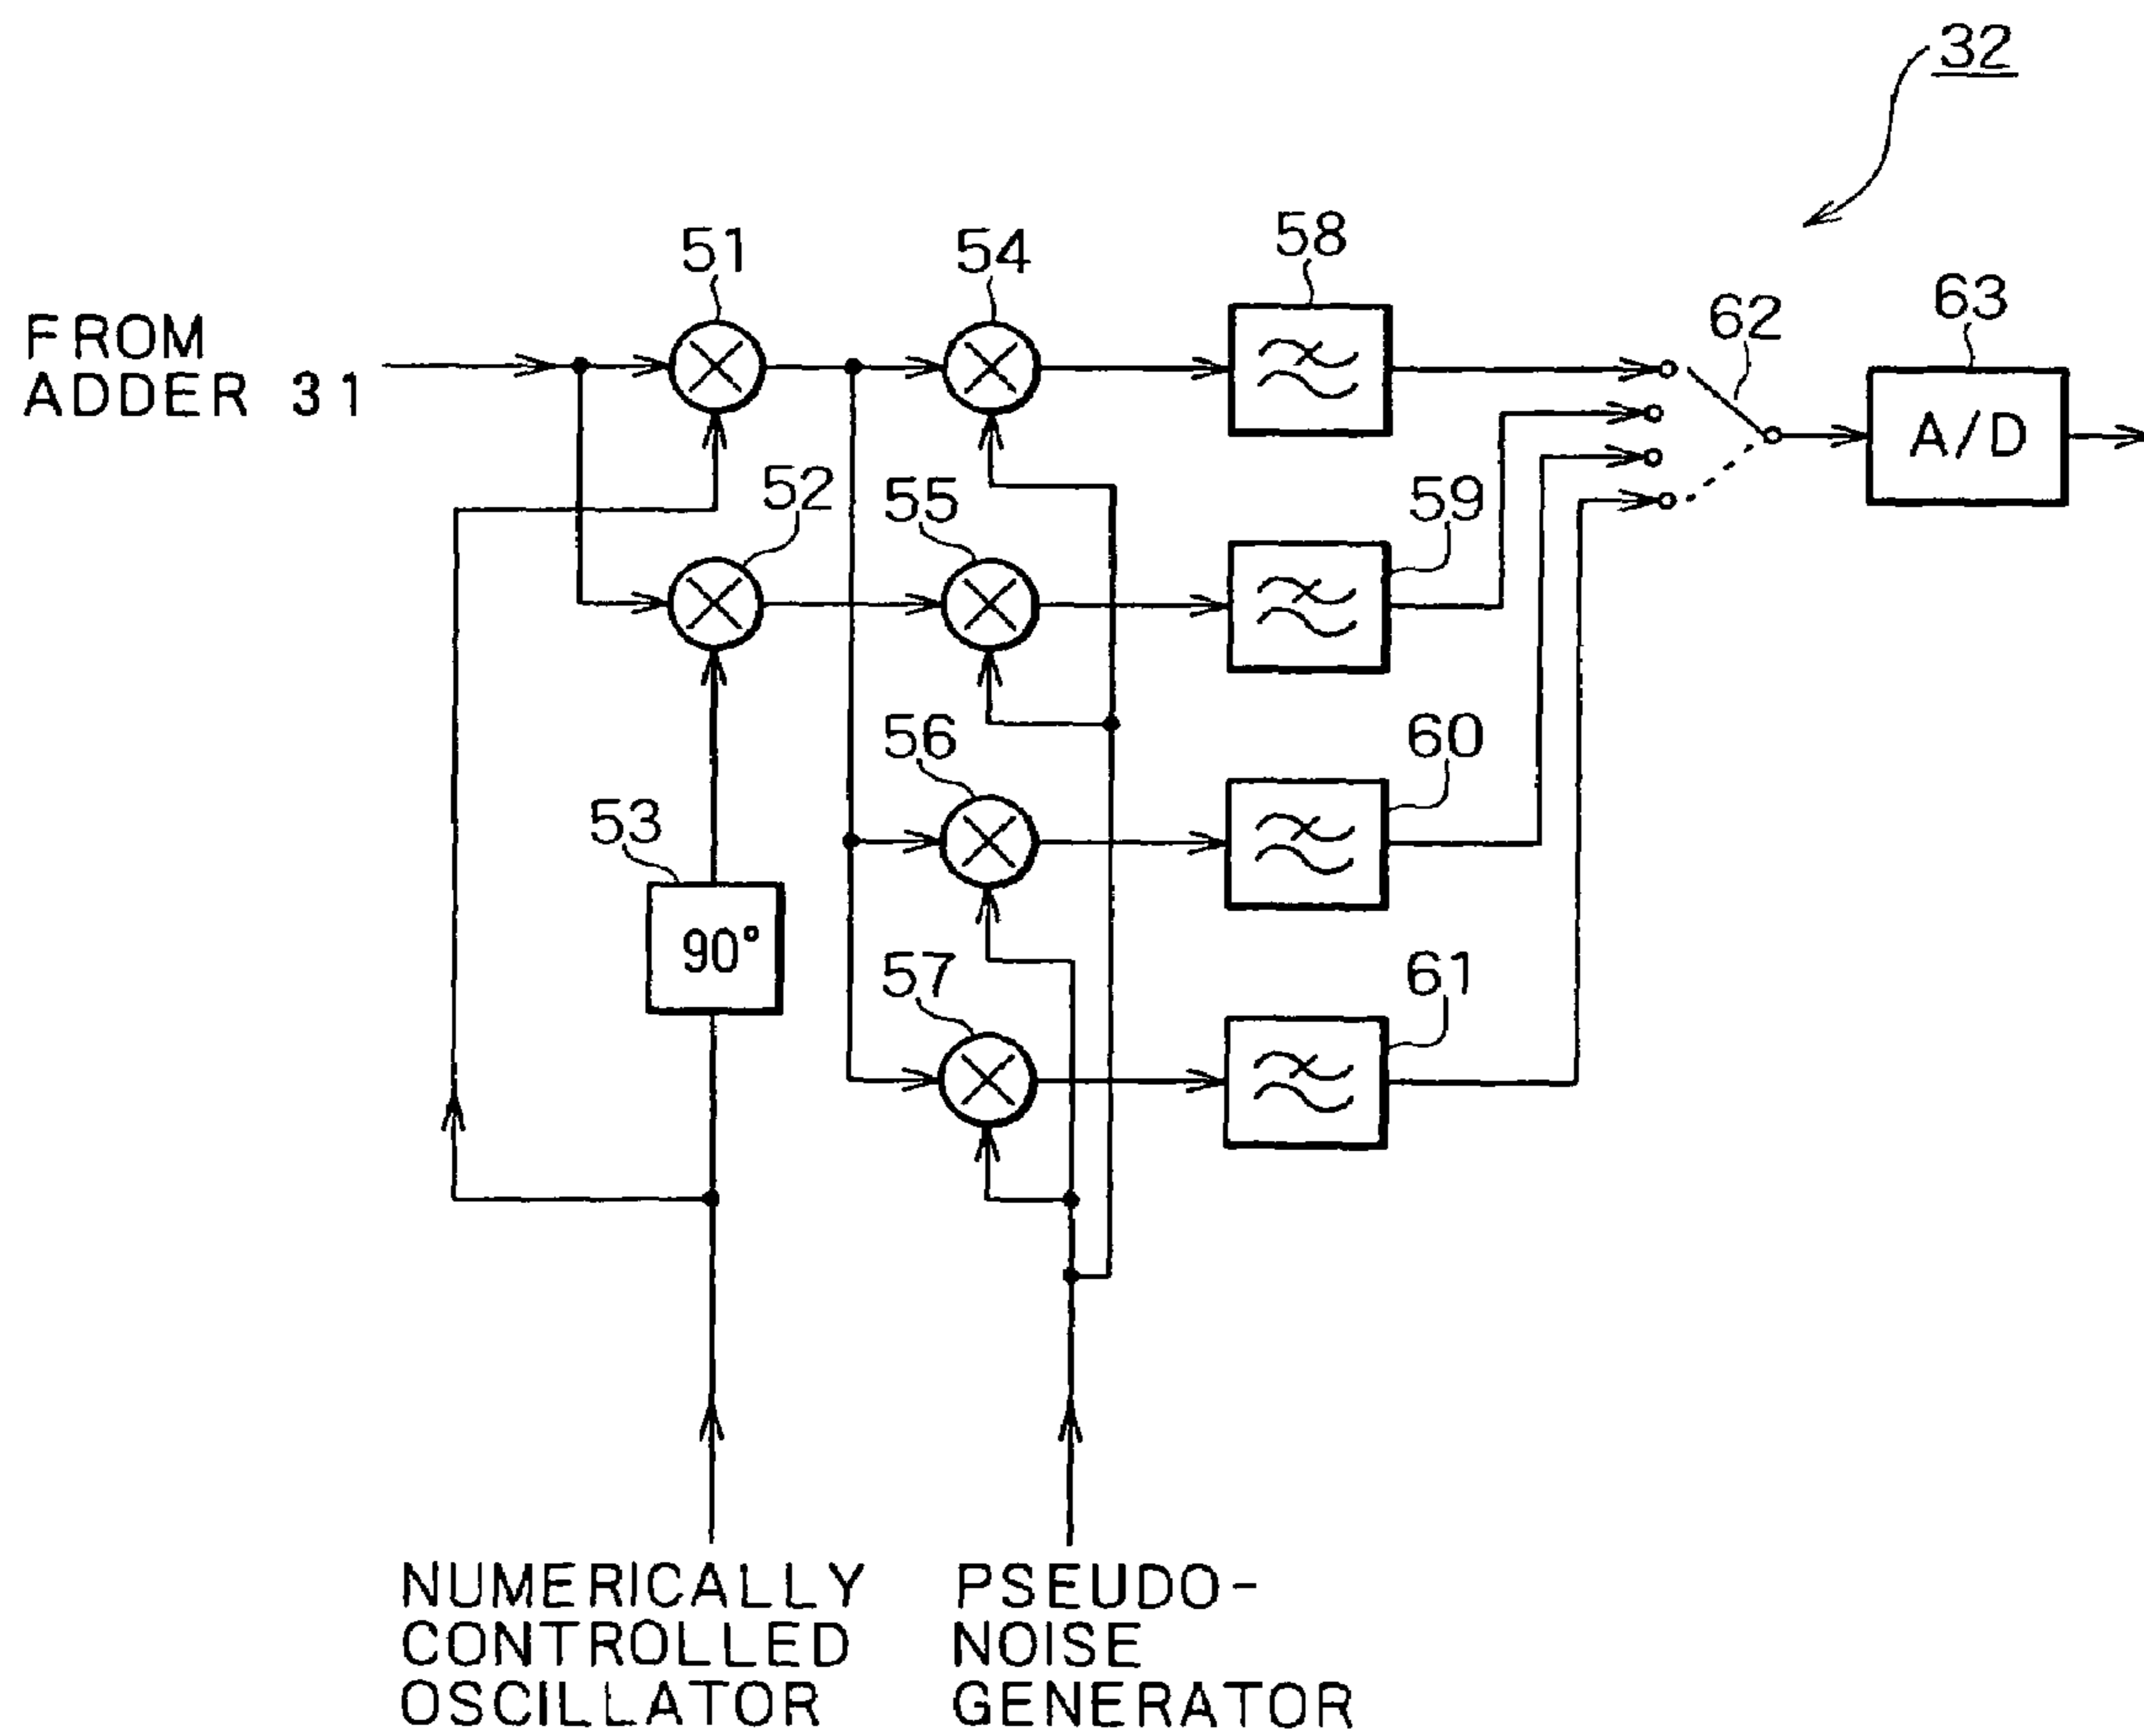 32
51
54
58
62
63
FROM
ADDER 31
A/D
52
55
59
53
56
60
90°
57
61
NUMERICALLY
CONTROLLED
OSCILLATOR
PSEUDO-
NOISE
GENERATOR